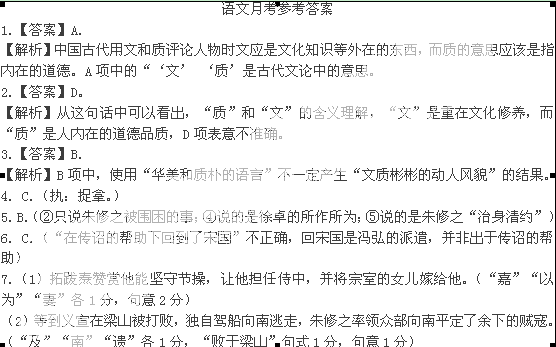 语文月考参考答案
1.【答案】A.
【解析】中国古代用文和质评论人物时文应是文化知识等外在的东西，而质的意思应该是指
内在的道德。A 项中的“‘文’ ‘质’是古代文论中的意思。
2.【答案】D。
【解析】从这句话中可以看出，“质”和“文”的含义理解， “文”是重在文化修养，而
“质”是人内在的道德品质，D 项表意不准确。
3.【答案】B.
【解析】B 项中，使用“华美和质朴的语言”不一定产生“文质彬彬的动人风貌”的结果。
4. C.（执：捉拿。）
5. B.（②只说朱修之被围困的事；④说的是徐卓的所作所为；⑤说的是朱修之“治身清约”）
6. C.（“在传诏的帮助下回到了宋国”不正确，回宋国是冯弘的派遣，并非出于传诏的帮
助）
7.（1）拓跋焘赞赏他能坚守节操，让他担任侍中，并将宗室的女儿嫁给他。（“嘉”“以
为”“妻”各 1 分，句意 2 分）
（2）等到义宣在梁山被打败，独自驾船向南逃走，朱修之率领众部向南平定了余下的贼寇。
（“及”“南”“遗”各 1 分，“败于梁山”句式 1 分，句意 1 分）